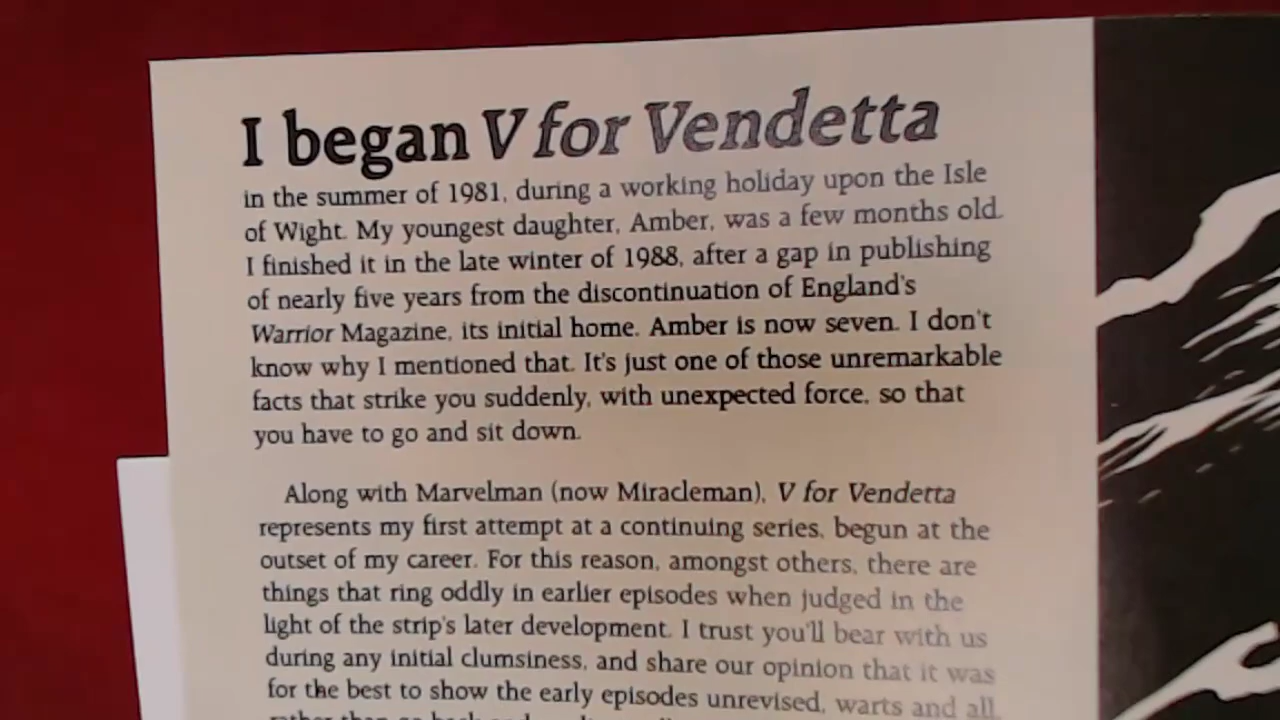 I began V for Vendetta
in the summer of 1981, during a working holiday upon the Isle
of Wight. My youngest daughter, Amber, was a few months old.
I finished it in the late winter of 1988, after a gap in publishing
of nearly five years from the discontinuation of England's
Warrior Magazine, its initial home. Amber is now seven. I don't
know why I mentioned that. It's just one of those unremarkable
facts that strike you suddenly, with unexpected force, so that
you have to go and sit down.
Along with Marvelman (now Miracleman), V for Vendetta
represents my first attempt at a continuing series, begun at the
outset of my career. For this reason, amongst others, there are
things that ring oddly in earlier episodes when judged in the
light of the strip's later development. I trust you'll bear with us
during any initial clumsiness, and share our opinion that it was
for the best to show the early episodes unrevised, warts and all,